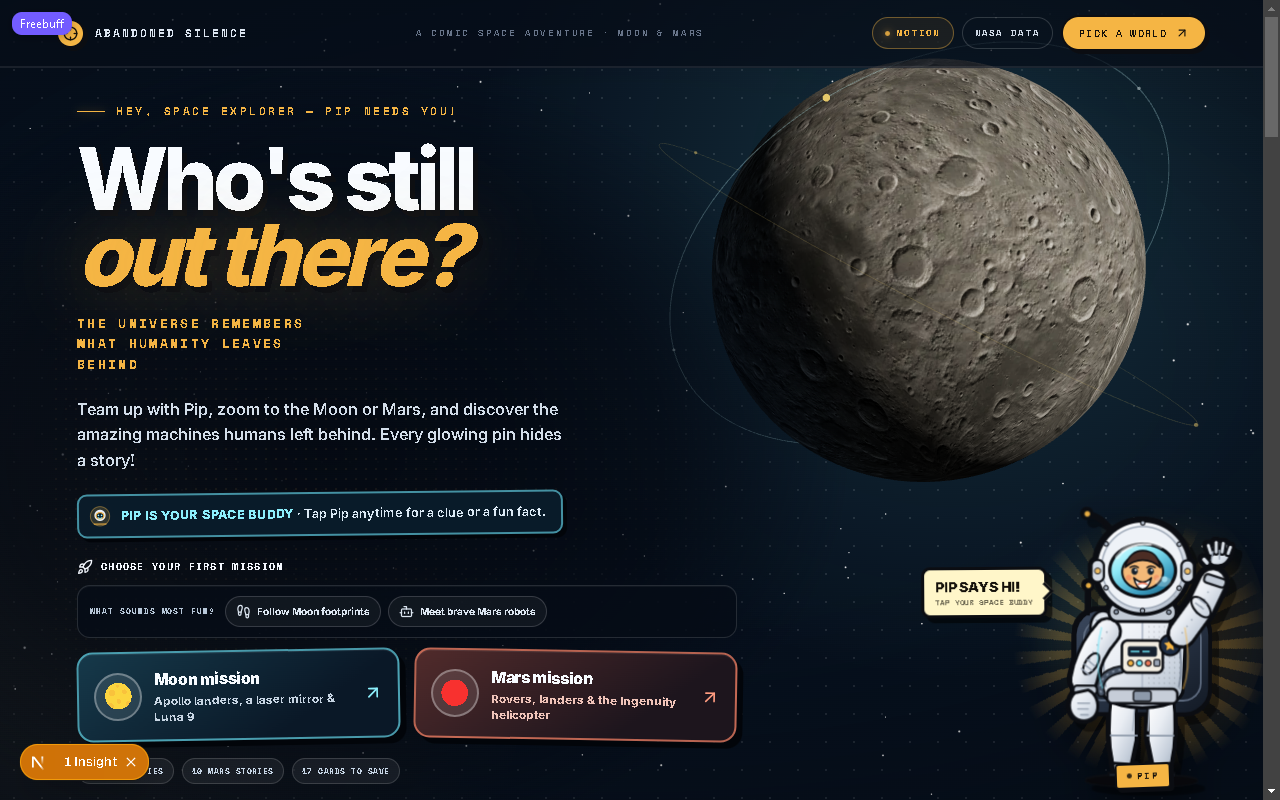 Freebuff
ABANDONED SILENCE
A COMIC SPACE ADVENTURE · MOON & MARS
MOTION
NASA DATA
PICK A WORLD
HEY, SPACE EXPLORER — PIP NEEDS YOU!
Who's still
out there?
THE UNIVERSE REMEMBERS
WHAT HUMANITY LEAVES
BEHIND
Team up with Pip, zoom to the Moon or Mars, and discover the
amazing machines humans left behind. Every glowing pin hides
a story!
PIP IS YOUR SPACE BUDDY · Tap Pip anytime for a clue or a fun fact.
CHOOSE YOUR FIRST MISSION
WHAT SOUNDS MOST FUN?
Follow Moon footprints
Meet brave Mars robots
Moon mission
Apollo landers, a laser mirror &
Luna 9
Mars mission
Rovers, landers & the Ingenuity
helicopter
PIP SAYS HI!
TAP YOUR SPACE BUDDY
PIP
N
1 Insight
10 MARS STORIES
17 CARDS TO SAVE